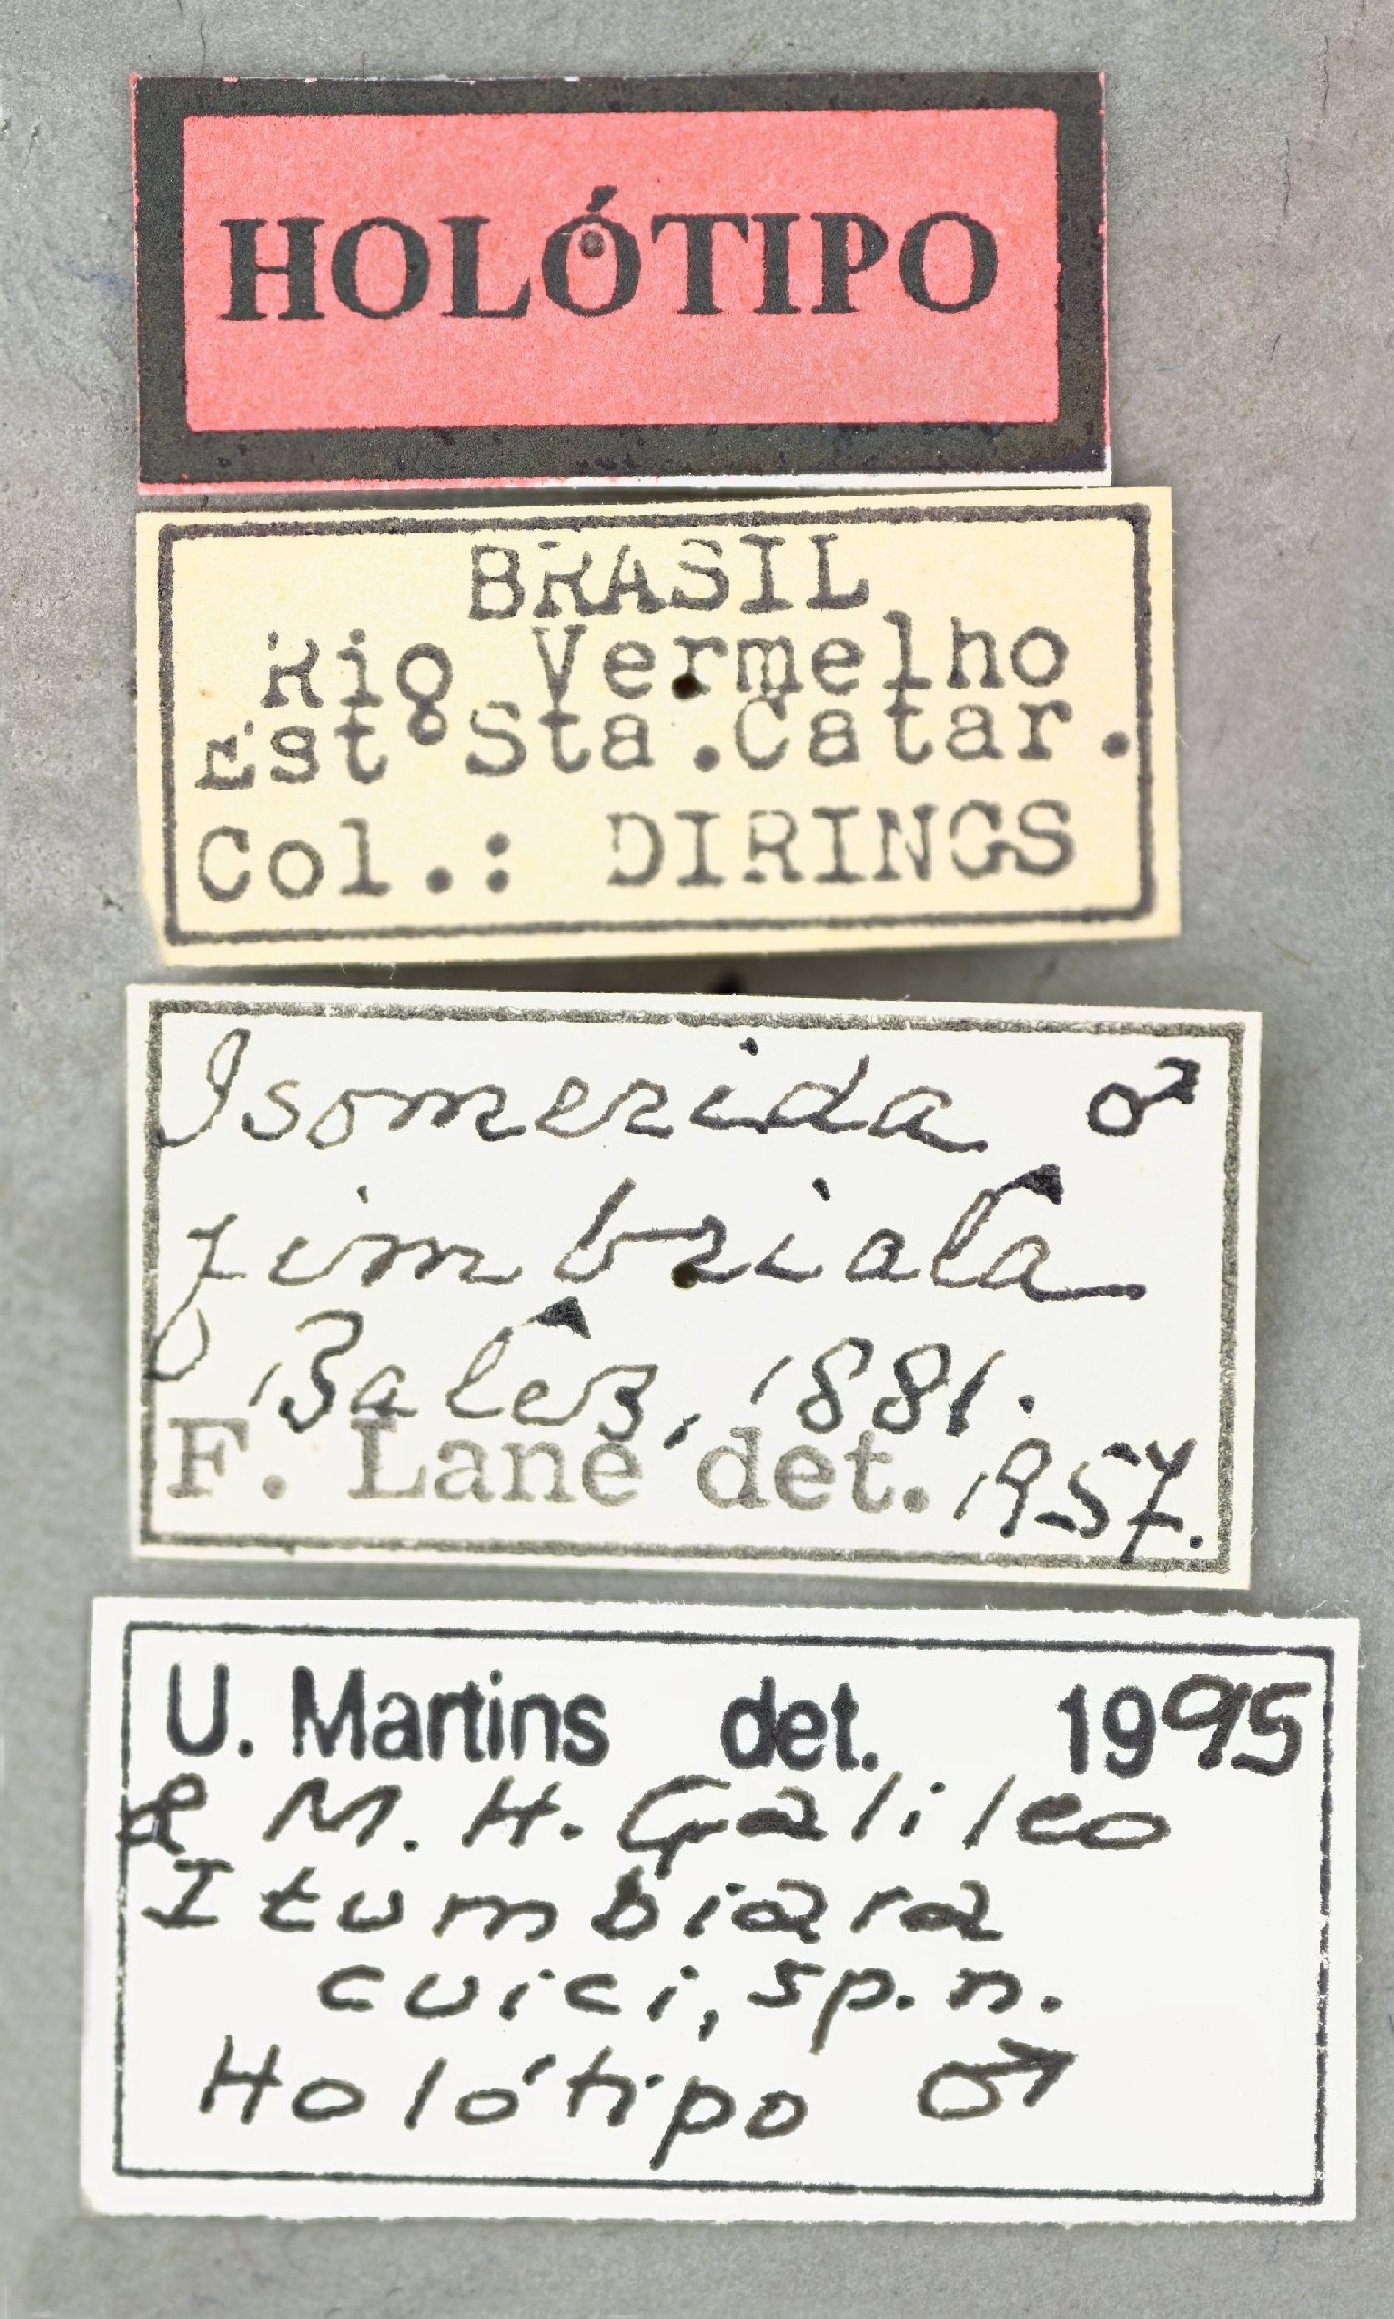 HOLÓTIPO
BRASIL
Rio Vermelho
Estº Sta.Catar.
Col.: DIRINGS
Isomerida ♂
fimbriata
Bates, 1881.
F. Lane det. 1957.
U. Martins det. 1995
& M. H. Galileo
Itumbiara
cuici, sp. n.
Holótipo ♂